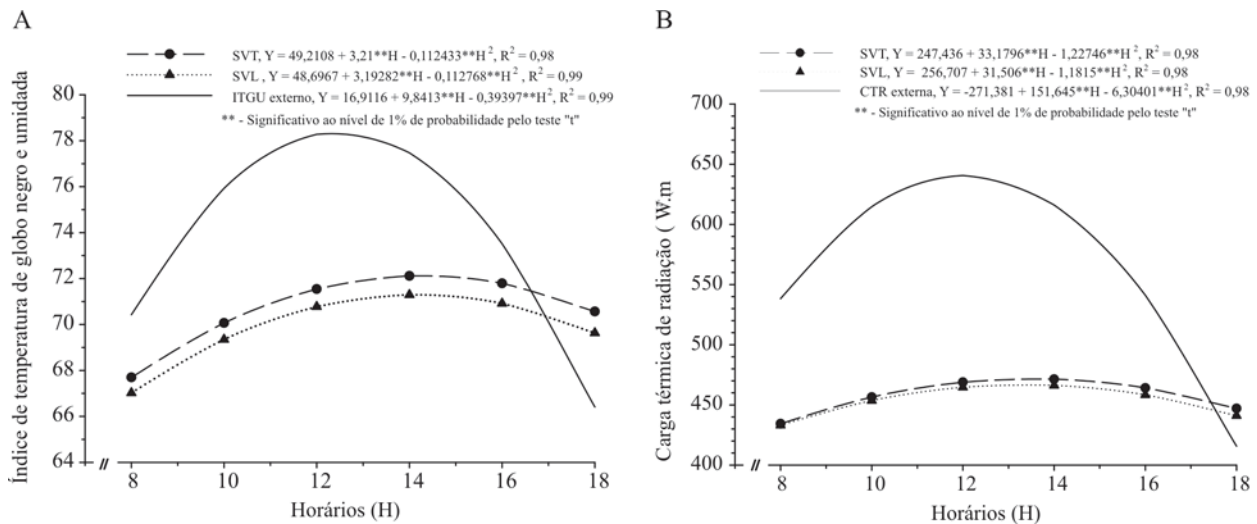 A
SVT, Y = 49,2108 + 3,21**H - 0,112433**H², R² = 0,98
SVL , Y = 48,6967 + 3,19282**H - 0,112768**H² , R² = 0,99
ITGU externo, Y = 16,9116 + 9,8413**H - 0,39397**H², R² = 0,99
** - Significativo ao nível de 1% de probabilidade pelo teste "t"
Índice de temperatura de globo negro e umidada
80
78
76
74
72
70
68
66
64
//
8 10 12 14 16 18
Horários (H)
B
SVT, Y = 247,436 + 33,1796**H - 1,22746**H², R² = 0,98
SVL, Y = 256,707 + 31,506**H - 1,1815**H², R² = 0,98
CTR externa, Y = -271,381 + 151,645**H - 6,30401**H², R² = 0,98
** - Significativo ao nível de 1% de probabilidade pelo teste "t"
Carga térmica de radiação ( W.m
700
650
600
550
500
450
400
//
8 10 12 14 16 18
Horários (H)